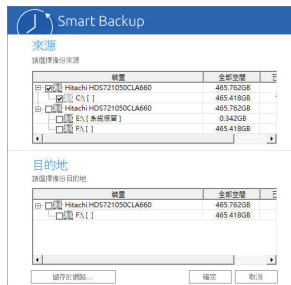 Smart Backup
來源
請選擇備份來源
裝置 全部空間 已
Hitachi HDS721050CLA660 465.762GB
C:\ [ ] 465.418GB
Hitachi HDS721050CLA660 465.762GB
E:\ [ 系統保留 ] 0.342GB
F:\ [ ] 465.418GB
目的地
請選擇備份目的地
裝置 全部空間 已
Hitachi HDS721050CLA660 465.762GB
F:\ [ ] 465.418GB
儲存於網路... 確定 取消